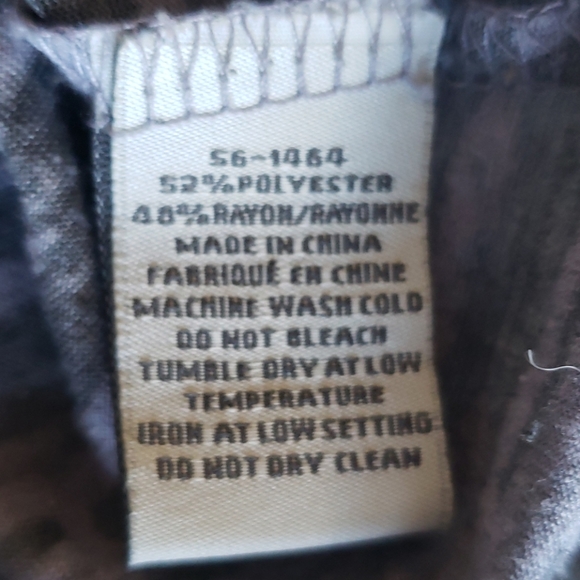 56-1464
52%POLYESTER
48%RAYON/RAYONNE
MADE IN CHINA
FABRIQUÉ EN CHINE
MACHINE WASH COLD
DO NOT BLEACH
TUMBLE DRY AT LOW
TEMPERATURE
IRON AT LOW SETTING
DO NOT DRY CLEAN